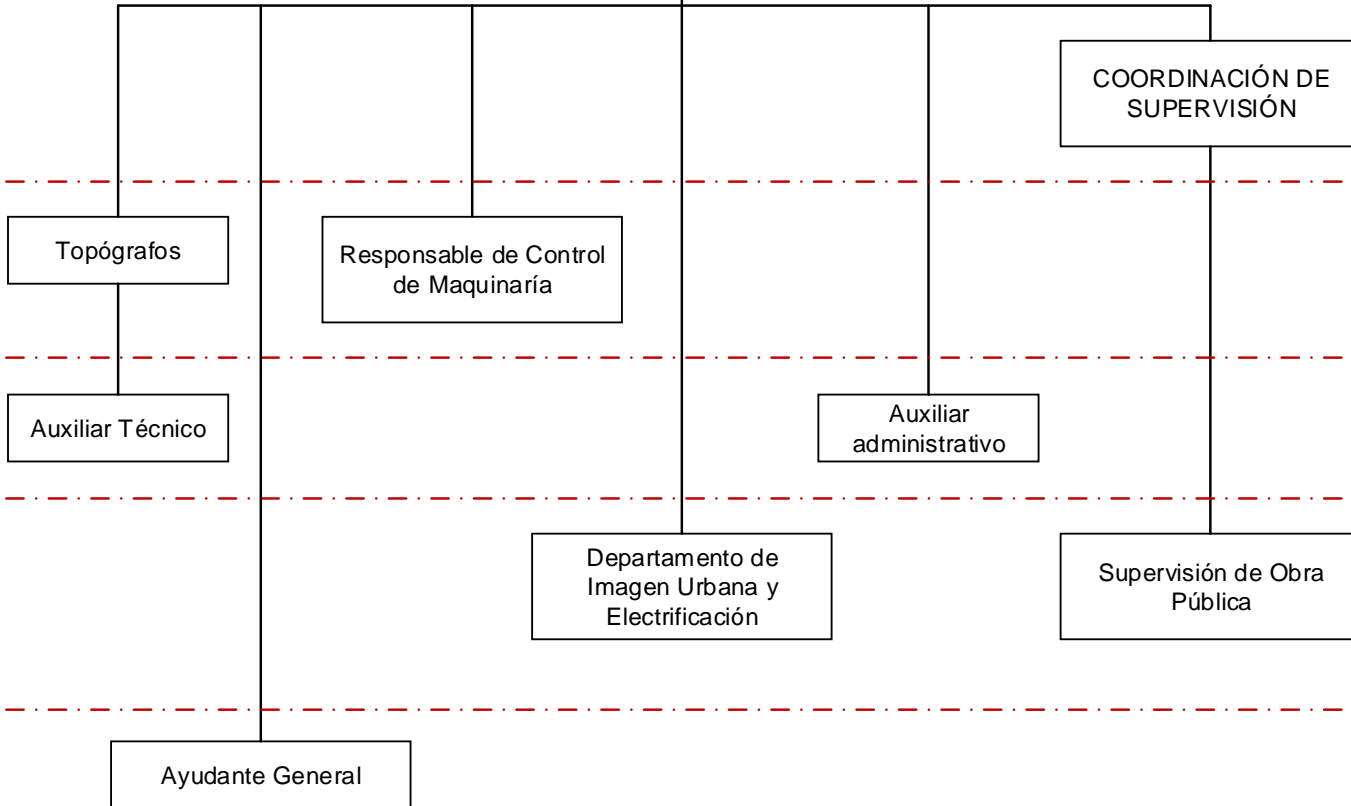 COORDINACIÓN DE
SUPERVISIÓN
Topógrafos
Responsable de Control
de Maquinaría
Auxiliar Técnico
Auxiliar
administrativo
Departamento de
Imagen Urbana y
Electrificación
Supervisión de Obra
Pública
Ayudante General